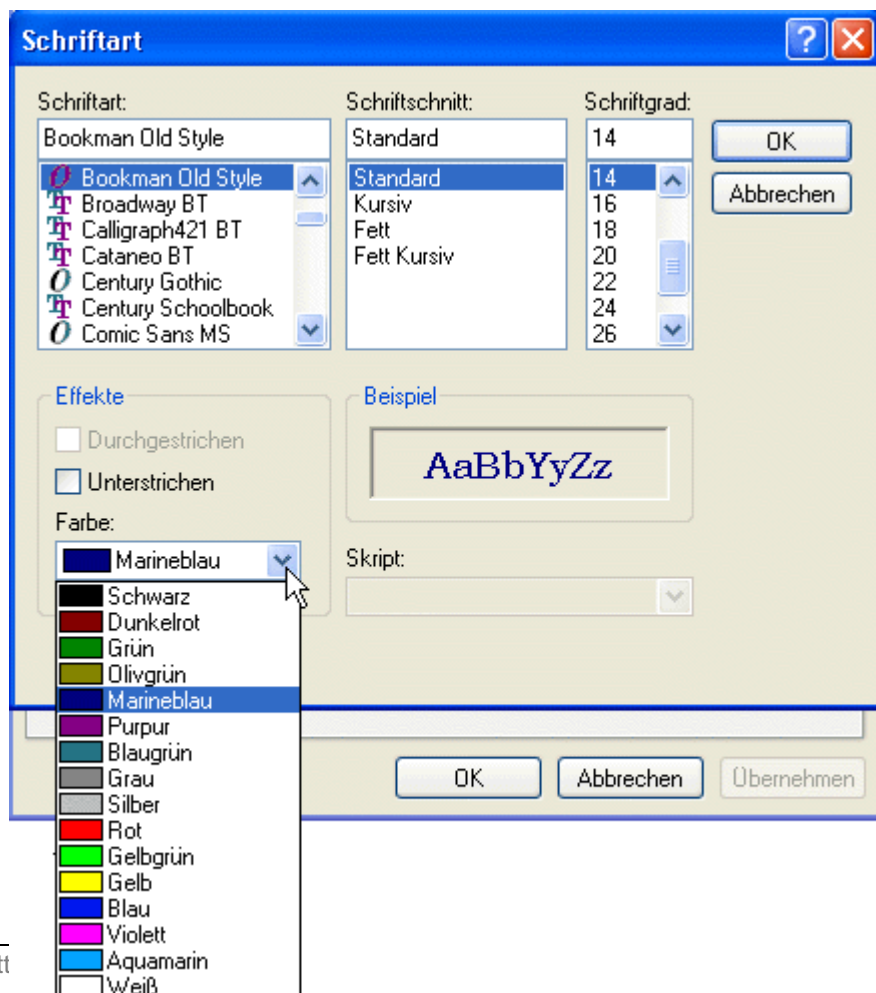 Schriftart
Schriftart:
Bookman Old Style
Bookman Old Style
Broadway BT
Calligraph421 BT
Cataneo BT
Century Gothic
Century Schoolbook
Comic Sans MS
Schriftschnitt:
Standard
Standard
Kursiv
Fett
Fett Kursiv
Schriftgrad:
14
14
16
18
20
22
24
26
OK
Abbrechen
Effekte
Durchgestrichen
Unterstrichen
Farbe:
Marineblau
Schwarz
Dunkelrot
Grün
Olivgrün
Marineblau
Purpur
Blaugrün
Grau
Silber
Rot
Gelbgrün
Gelb
Blau
Violett
Aquamarin
Weiß
Beispiel
AaBbYyZz
Skript:
OK
Abbrechen
Übernehmen